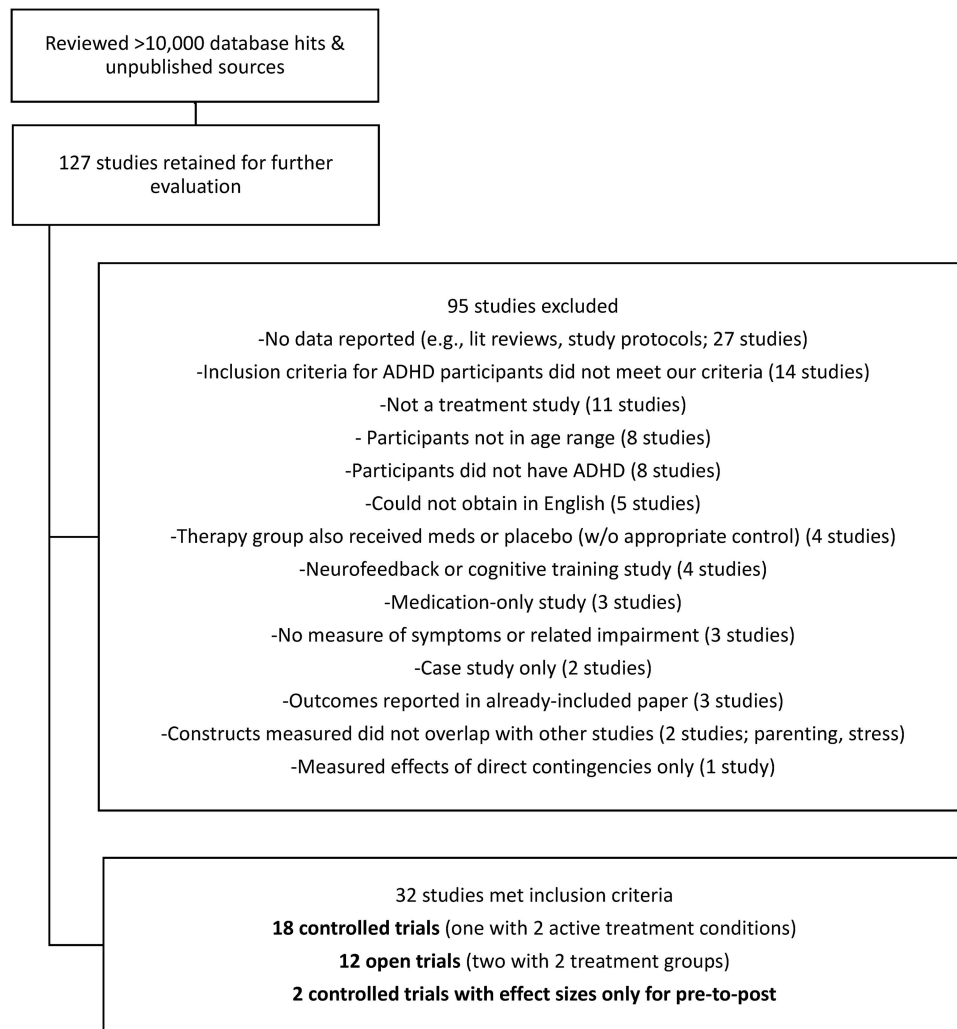 Reviewed >10,000 database hits &
unpublished sources
127 studies retained for further
evaluation
95 studies excluded
-No data reported (e.g., lit reviews, study protocols; 27 studies)
-Inclusion criteria for ADHD participants did not meet our criteria (14 studies)
-Not a treatment study (11 studies)
- Participants not in age range (8 studies)
-Participants did not have ADHD (8 studies)
-Could not obtain in English (5 studies)
-Therapy group also received meds or placebo (w/o appropriate control) (4 studies)
-Neurofeedback or cognitive training study (4 studies)
-Medication-only study (3 studies)
-No measure of symptoms or related impairment (3 studies)
-Case study only (2 studies)
-Outcomes reported in already-included paper (3 studies)
-Constructs measured did not overlap with other studies (2 studies; parenting, stress)
-Measured effects of direct contingencies only (1 study)
32 studies met inclusion criteria
18 controlled trials (one with 2 active treatment conditions)
12 open trials (two with 2 treatment groups)
2 controlled trials with effect sizes only for pre-to-post